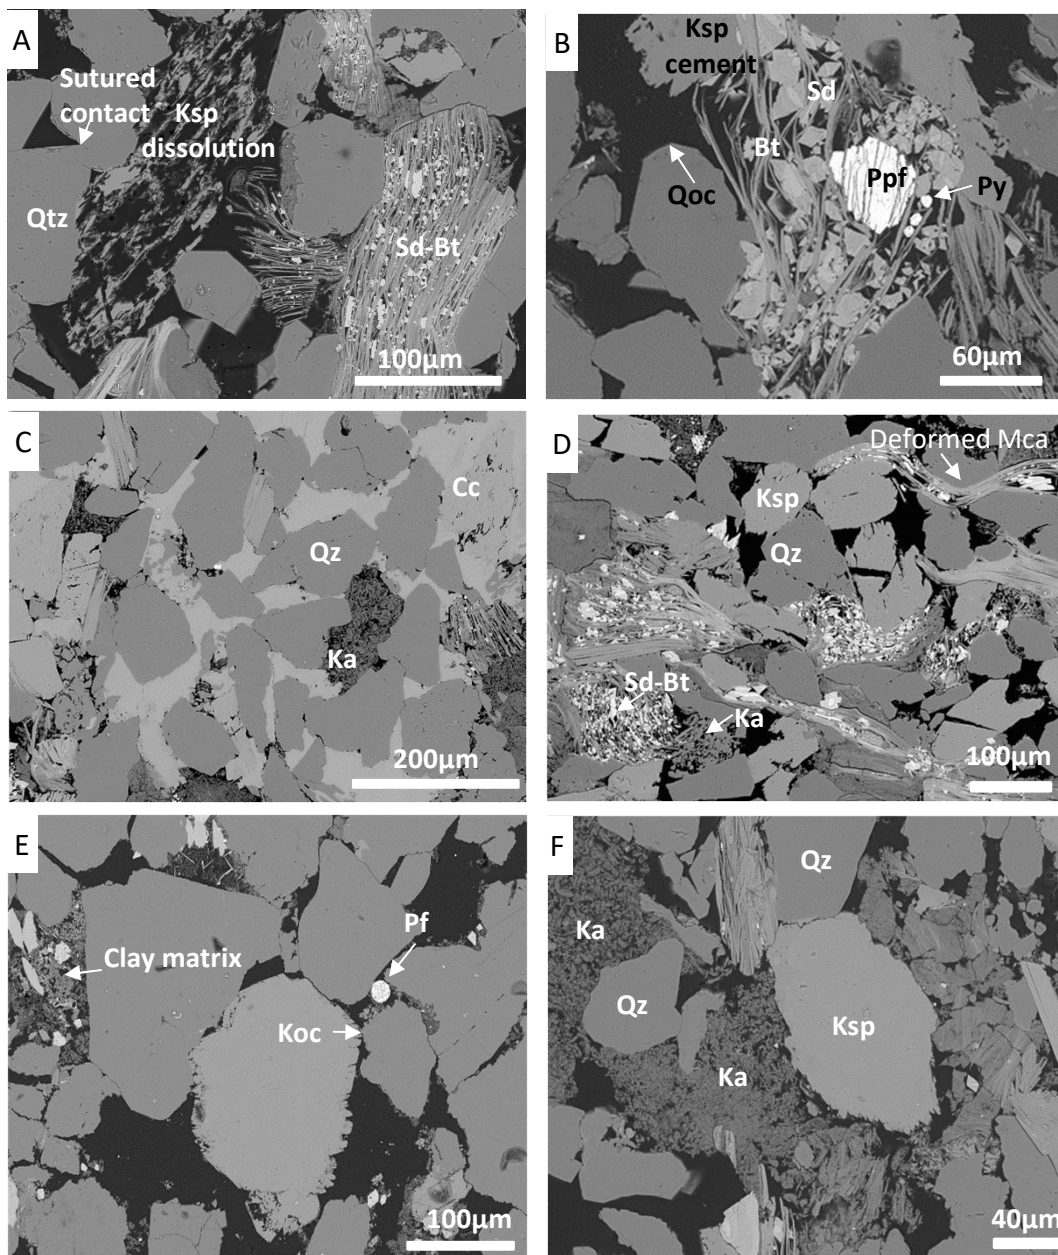 A
Sutured
contact
Ksp
dissolution
Qtz
Sd-Bt
100µm
B
Ksp
cement
Sd
Bt
Ppf
Qoc
Py
60µm
C
Cc
Qz
Ka
200µm
D
Deformed Mca
Ksp
Qz
Sd-Bt
Ka
100µm
E
Pf
Clay matrix
Koc
100µm
F
Qz
Ka
Qz
Ksp
Ka
40µm